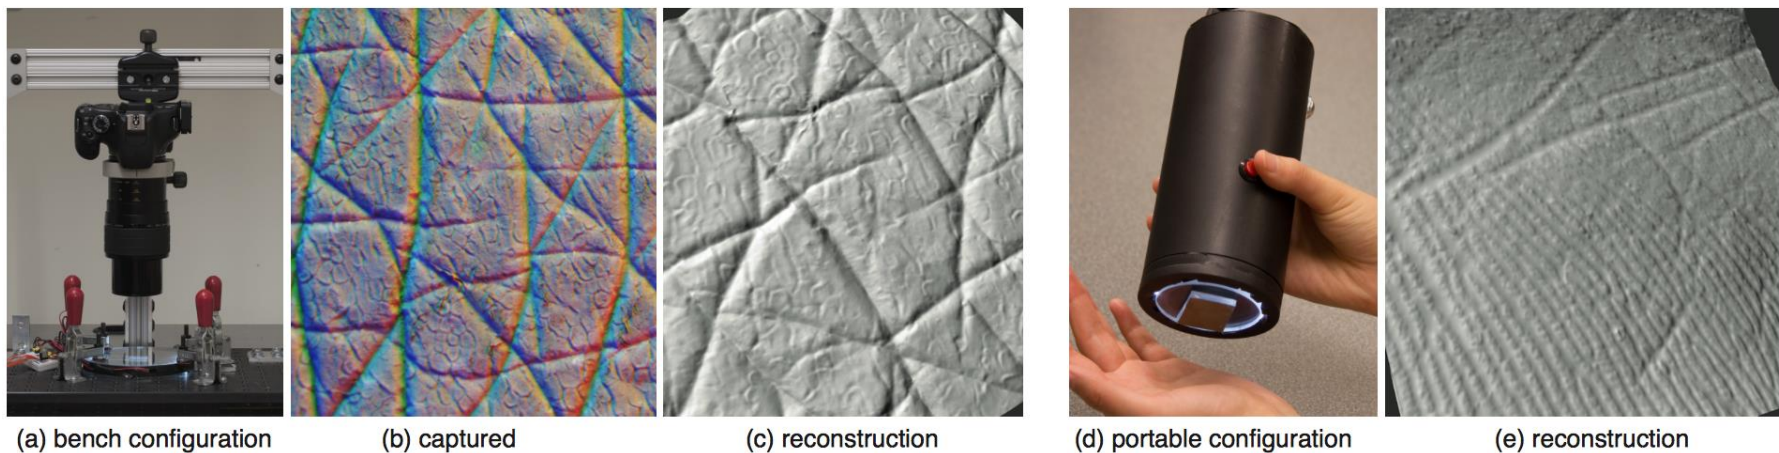 (a) bench configuration
(b) captured
(c) reconstruction
(d) portable configuration
(e) reconstruction